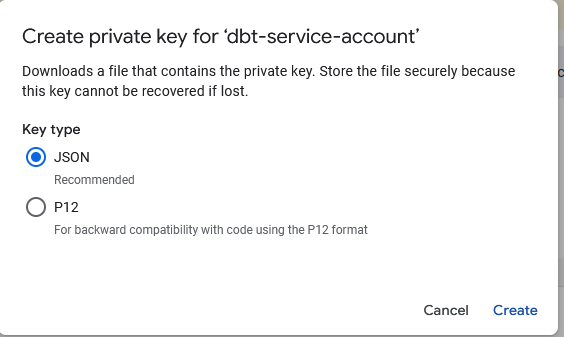 Create private key for ‘dbt-service-account’
Downloads a file that contains the private key. Store the file securely because
this key cannot be recovered if lost.
Key type
JSON
Recommended
P12
For backward compatibility with code using the P12 format
Cancel Create